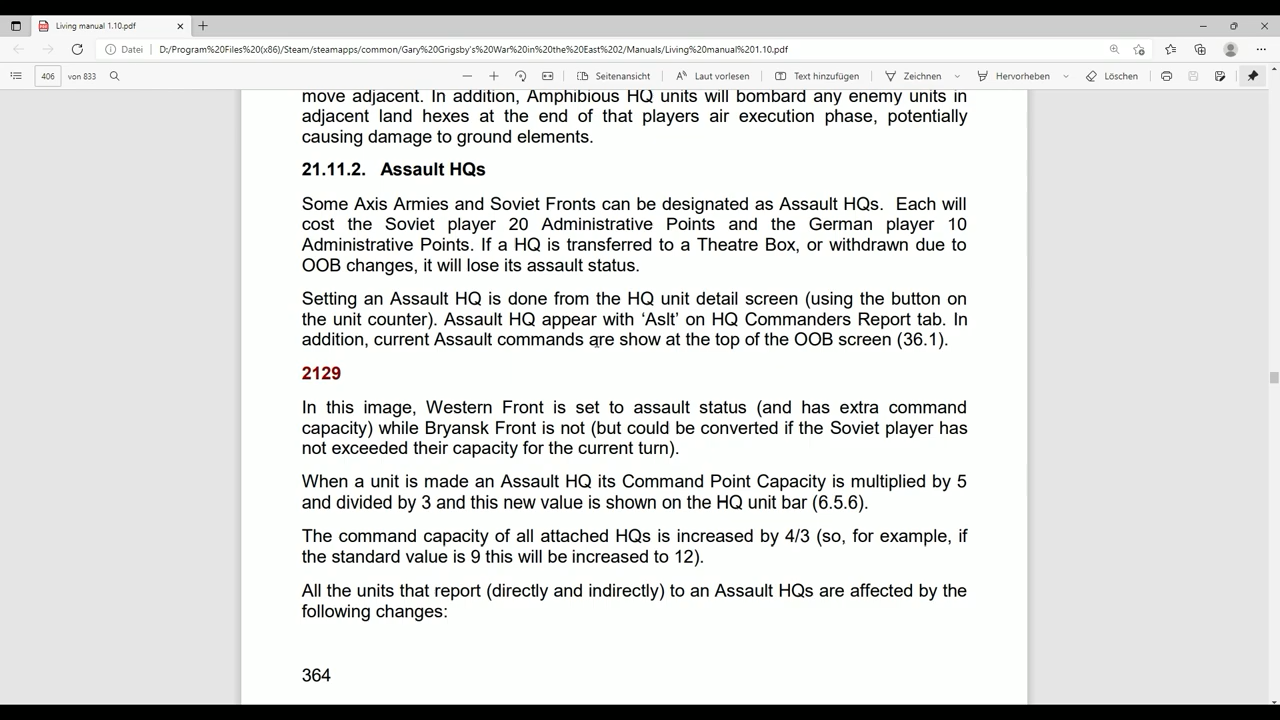 Living manual 1.10.pdf
Datei
D:/Program%20Files%20(x86)/Steam/steamapps/common/Gary%20Grigsby's%20War%20in%20the%20East%202/Manuals/Living%20manual%201.10.pdf
406 von 833
Seitenansicht
Laut vorlesen
Text hinzufügen
Zeichnen
Hervorheben
Löschen
move adjacent. In addition, Amphibious HQ units will bombard any enemy units in
adjacent land hexes at the end of that players air execution phase, potentially
causing damage to ground elements.
21.11.2. Assault HQs
Some Axis Armies and Soviet Fronts can be designated as Assault HQs. Each will
cost the Soviet player 20 Administrative Points and the German player 10
Administrative Points. If a HQ is transferred to a Theatre Box, or withdrawn due to
OOB changes, it will lose its assault status.
Setting an Assault HQ is done from the HQ unit detail screen (using the button on
the unit counter). Assault HQ appear with ‘Aslt’ on HQ Commanders Report tab. In
addition, current Assault commands are show at the top of the OOB screen (36.1).
2129
In this image, Western Front is set to assault status (and has extra command
capacity) while Bryansk Front is not (but could be converted if the Soviet player has
not exceeded their capacity for the current turn).
When a unit is made an Assault HQ its Command Point Capacity is multiplied by 5
and divided by 3 and this new value is shown on the HQ unit bar (6.5.6).
The command capacity of all attached HQs is increased by 4/3 (so, for example, if
the standard value is 9 this will be increased to 12).
All the units that report (directly and indirectly) to an Assault HQs are affected by the
following changes:
364